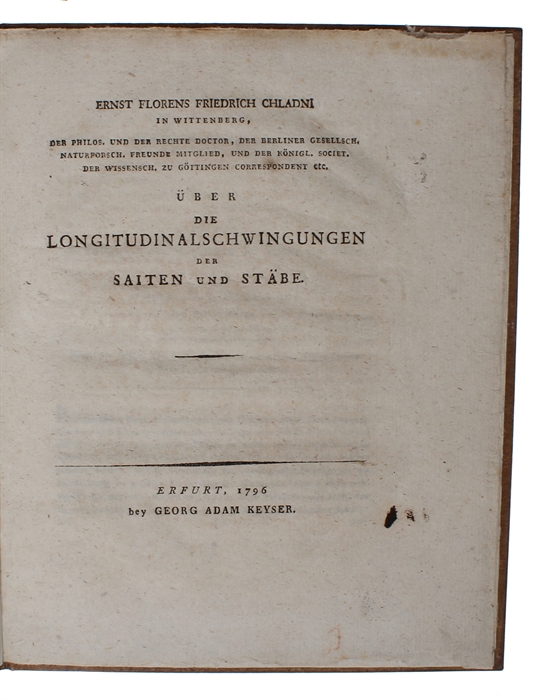 ERNST FLORENS FRIEDRICH CHLADNI
IN WITTENBERG,
DER PHILOS. UND DER RECHTE DOCTOR, DER BERLINER GESELLSCH.
NATURFORSCH. FREUNDE MITGLIED, UND DER KÖNIGL. SOCIET.
DER WISSENSCH. ZU GÖTTINGEN CORRESPONDENT etc.
ÜBER
DIE
LONGITUDINALSCHWINGUNGEN
DER
SAITEN UND STÄBE.
ERFURT, 1796
bey GEORG ADAM KEYSER.